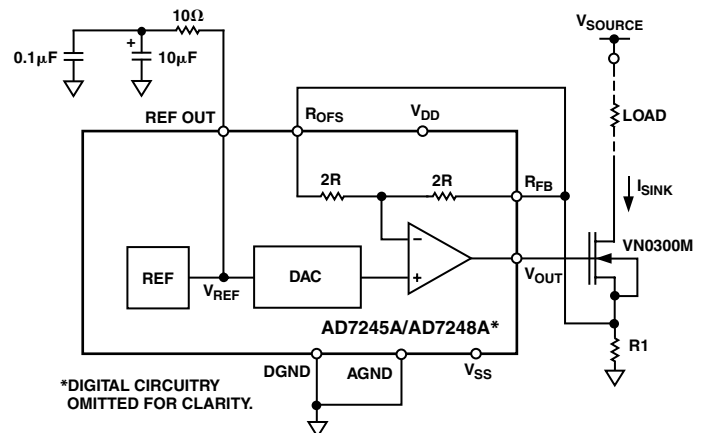 10Ω
0.1µF
+
10µF
VSOURCE
REF OUT
ROFS
VDD
LOAD
2R
2R
RFB
ISINK
–
+
VN0300M
REF
VREF
DAC
VOUT
AD7245A/AD7248A*
R1
DGND
AGND
VSS
*DIGITAL CIRCUITRY
OMITTED FOR CLARITY.